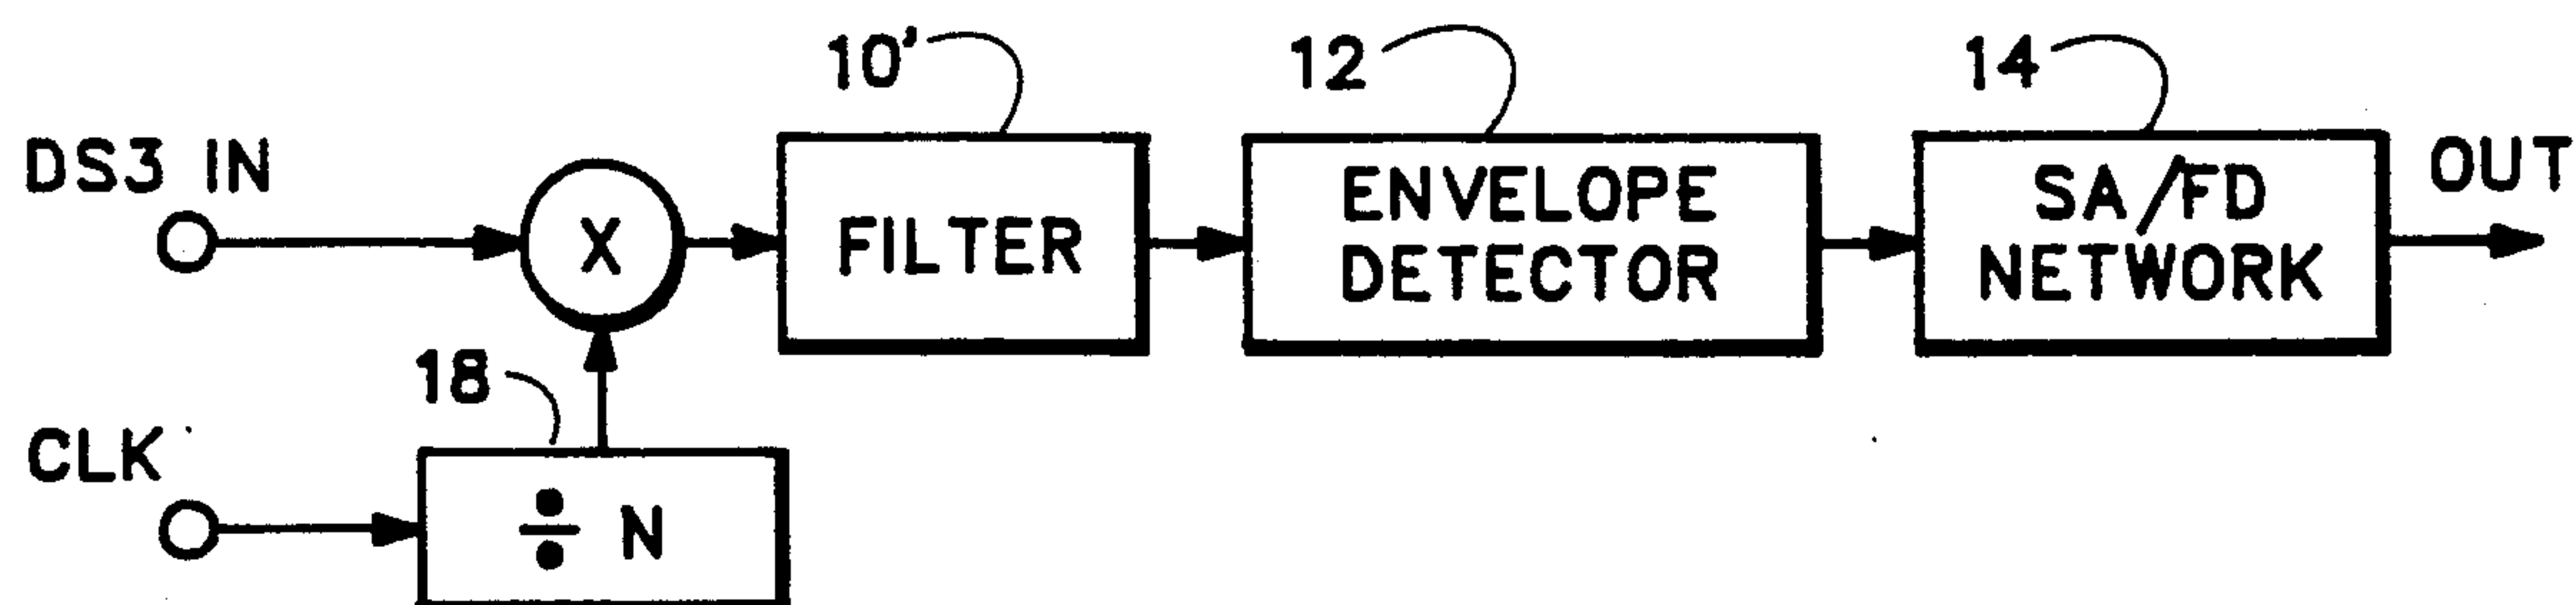 10'
12
14
DS3 IN
X
FILTER
ENVELOPE
DETECTOR
SA/FD
NETWORK
OUT
18
CLK
÷ N